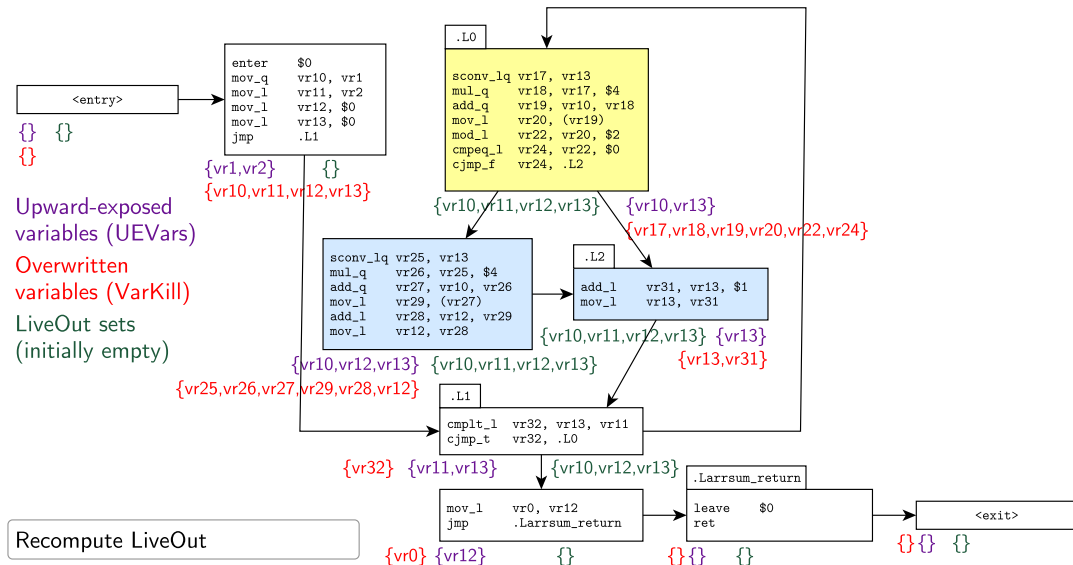 <entry>
{} {}
{}
enter $0
mov_q vr10, vr1
mov_l vr11, vr2
mov_l vr12, $0
mov_l vr13, $0
jmp .L1
{vr1,vr2} {}
{vr10,vr11,vr12,vr13}
.L0
sconv_lq vr17, vr13
mul_q vr18, vr17, $4
add_q vr19, vr10, vr18
mov_l vr20, (vr19)
mod_l vr22, vr20, $2
cmpeq_l vr24, vr22, $0
cjmp_f vr24, .L2
{vr10,vr11,vr12,vr13} {vr10,vr13}
{vr17,vr18,vr19,vr20,vr22,vr24}
Upward-exposed
variables (UEVars)
Overwritten
variables (VarKill)
LiveOut sets
(initially empty)
sconv_lq vr25, vr13
mul_q vr26, vr25, $4
add_q vr27, vr10, vr26
mov_l vr29, (vr27)
add_l vr28, vr12, vr29
mov_l vr12, vr28
{vr10,vr12,vr13} {vr10,vr11,vr12,vr13}
{vr25,vr26,vr27,vr29,vr28,vr12}
.L2
add_l vr31, vr13, $1
mov_l vr13, vr31
{vr10,vr11,vr12,vr13} {vr13}
{vr13,vr31}
.L1
cmplt_l vr32, vr13, vr11
cjmp_t vr32, .L0
{vr32} {vr11,vr13} {vr10,vr12,vr13}
mov_l vr0, vr12
jmp .Larrsum_return
{vr0} {vr12} {}
.Larrsum_return
leave $0
ret
{} {} {}
<exit>
{} {} {}
Recompute LiveOut